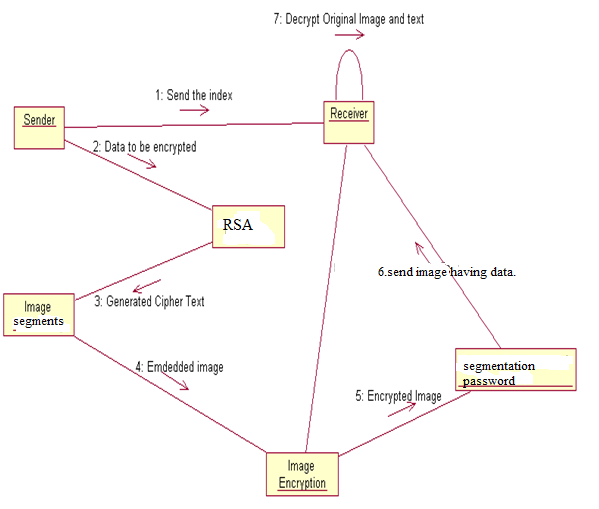 7: Decrypt Original Image and text
1: Send the index
Receiver
Sender
2: Data to be encrypted
RSA
6.send image having data.
3: Generated Cipher Text
Image
segments
4: Emdedded image
segmentation
password
5: Encrypted Image
Image
Encryption